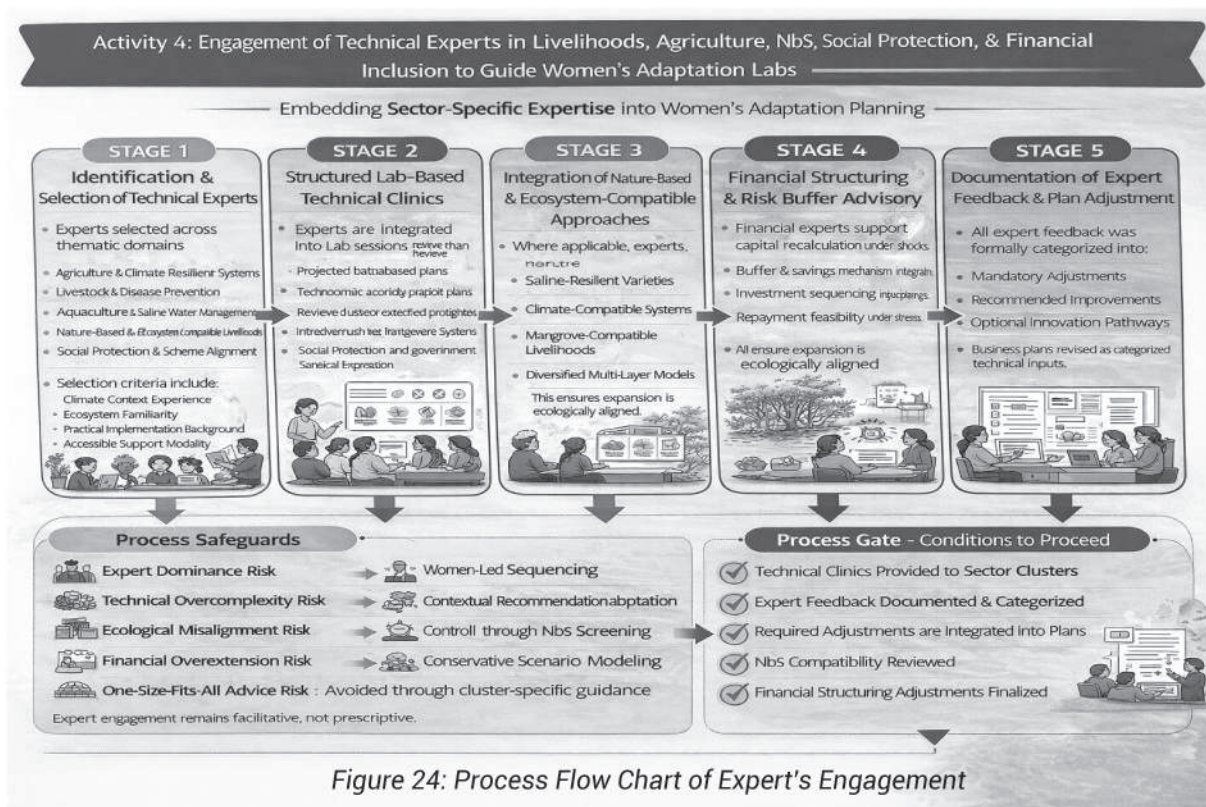 Activity 4: Engagement of Technical Experts in Livelihoods, Agriculture, NbS, Social Protection, & Financial
Inclusion to Guide Women's Adaptation Labs
Embedding Sector-Specific Expertise into Women's Adaptation Planning
STAGE 1
Identification &
Selection of Technical Experts
• Experts selected across
thematic domains
• Agriculture & Climate Resilient Systems
• Livestock & Disease Prevention
• Aquaculture & Saline Water Management
• Nature-Based & Ecosystem Compatible Livelihoods
• Social Protection & Scheme Alignment
• Selection criteria include:
Climate Context Experience
• Ecosystem Familiarity
• Practical Implementation Background
• Accessible Support Modality
STAGE 2
Structured Lab-Based
Technical Clinics
• Experts are integrated
into Lab sessions than
• Projected plans
• plans
• Systems
• Social Protection and government
STAGE 3
Integration of Nature-Based
& Ecosystem-Compatible
Approaches
• Where applicable, experts,
• Saline-Resilient Varieties
• Climate-Compatible Systems
• Mangrove-Compatible
Livelihoods
• Diversified Multi-Layer Models
This ensures expansion is
ecologically aligned.
STAGE 4
Financial Structuring
& Risk Buffer Advisory
• Financial experts support
capital recalculation under shocks.
• Buffer & savings mechanism
• Investment sequencing
• Repayment feasibility under stress.
• All ensure expansion is
ecologically aligned
STAGE 5
Documentation of Expert
Feedback & Plan Adjustment
• All expert feedback was
formally categorized into:
• Mandatory Adjustments
• Recommended Improvements
• Optional Innovation Pathways
• Business plans revised as categorized
technical inputs.
Process Safeguards
Expert Dominance Risk Women-Led Sequencing
Technical Overcomplexity Risk Contextual Recommendationabptation
Ecological Misalignment Risk Controll through NbS Screening
Financial Overextension Risk Conservative Scenario Modeling
One-Size-Fits-All Advice Risk : Avoided through cluster-specific guidance
Expert engagement remains facilitative, not prescriptive.
Process Gate - Conditions to Proceed
Technical Clinics Provided to Sector Clusters
Expert Feedback Documented & Categorized
Required Adjustments are Integrated into Plans
NbS Compatibility Reviewed
Financial Structuring Adjustments Finalized
Figure 24: Process Flow Chart of Expert's Engagement